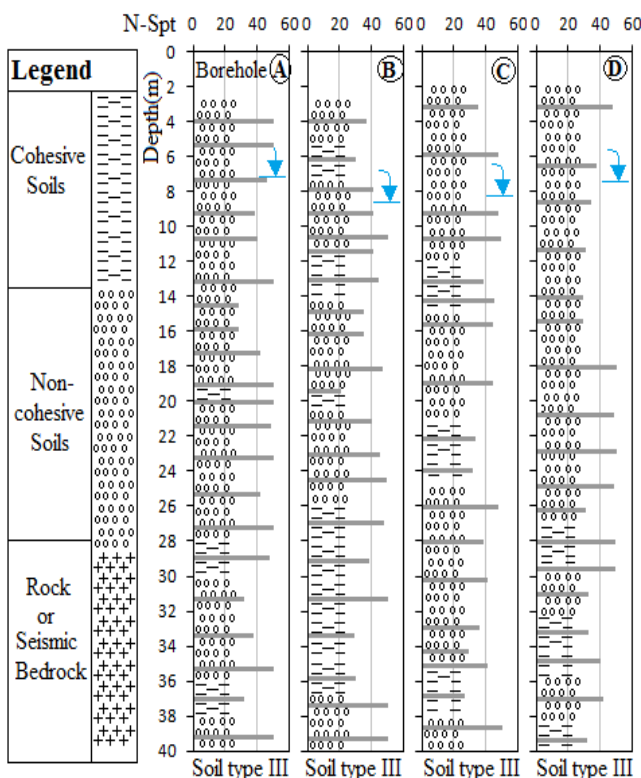 N-Spt
0 20 40 60 0 20 40 60 0 20 40 60 0 20 40 60
Legend
Cohesive
Soils
Non-
cohesive
Soils
Rock
or
Seismic
Bedrock
Depth(m)
0
2
4
6
8
10
12
14
16
18
20
22
24
26
28
30
32
34
36
38
40
Borehole A
B
C
D
Soil type III
Soil type III
Soil type III
Soil type III